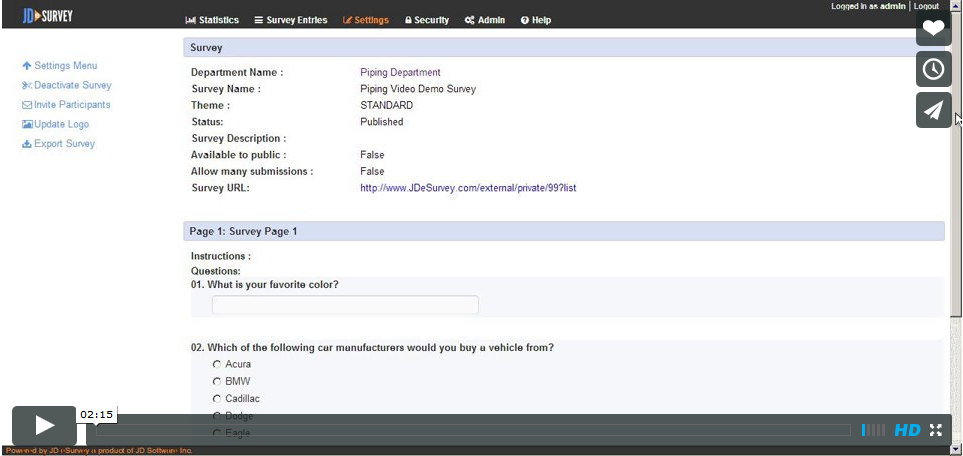 Logged in as admin | Logout
JD SURVEY
Statistics Survey Entries Settings Security Admin Help
Settings Menu
Deactivate Survey
Invite Participants
Update Logo
Export Survey
Survey
Department Name : Piping Department
Survey Name : Piping Video Demo Survey
Theme : STANDARD
Status: Published
Survey Description :
Available to public : False
Allow many submissions : False
Survey URL: http://www.JDeSurvey.com/external/private/99?list
Page 1: Survey Page 1
Instructions :
Questions:
01. What is your favorite color?
02. Which of the following car manufacturers would you buy a vehicle from?
Acura
BMW
Cadillac
Dodge
Eagle
02:15
HD
Powered by JD eSurvey a product of JD Software Inc.